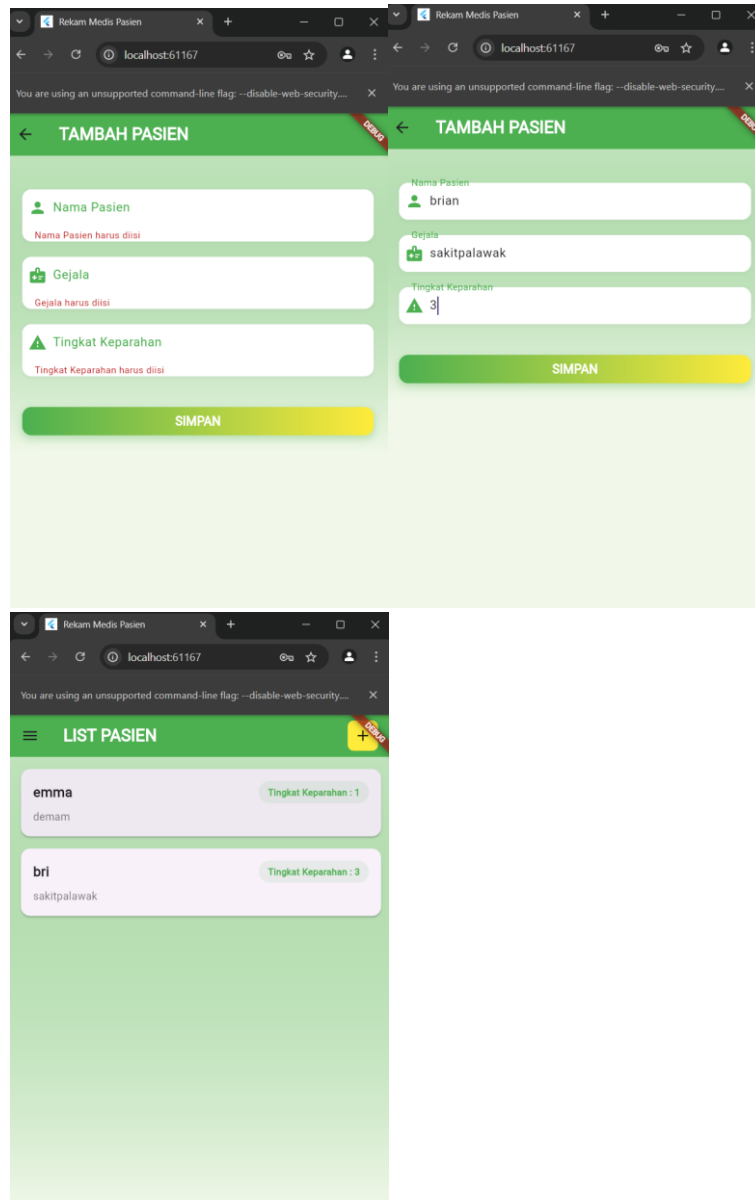 Rekam Medis Pasien
localhost:61167
You are using an unsupported command-line flag: --disable-web-security....
TAMBAH PASIEN
DEBUG
Nama Pasien
Nama Pasien harus diisi
Gejala
Gejala harus diisi
Tingkat Keparahan
Tingkat Keparahan harus diisi
SIMPAN
Rekam Medis Pasien
localhost:61167
You are using an unsupported command-line flag: --disable-web-security....
TAMBAH PASIEN
Nama Pasien
brian
Gejala
sakitpalawak
Tingkat Keparahan
3
SIMPAN
Rekam Medis Pasien
localhost:61167
You are using an unsupported command-line flag: --disable-web-security....
LIST PASIEN
DEBUG
emma
Tingkat Keparahan : 1
demam
bri
Tingkat Keparahan : 3
sakitpalawak